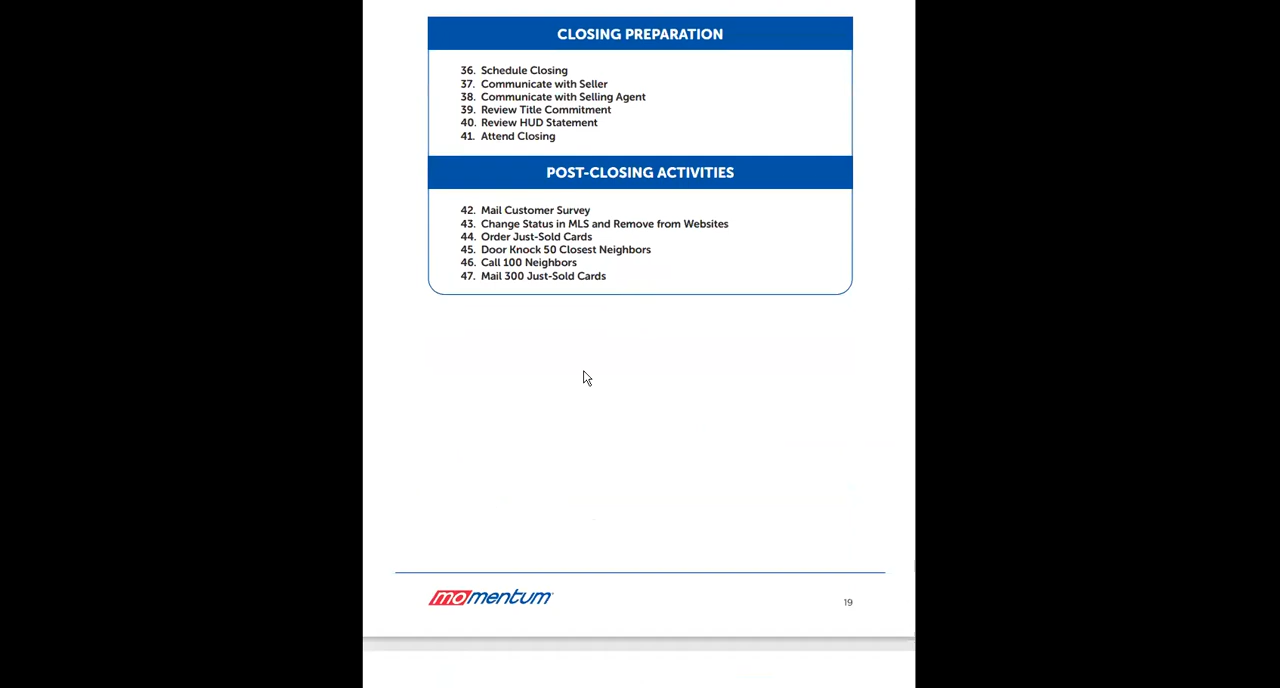 CLOSING PREPARATION
36. Schedule Closing
37. Communicate with Seller
38. Communicate with Selling Agent
39. Review Title Commitment
40. Review HUD Statement
41. Attend Closing
POST-CLOSING ACTIVITIES
42. Mail Customer Survey
43. Change Status in MLS and Remove from Websites
44. Order Just-Sold Cards
45. Door Knock 50 Closest Neighbors
46. Call 100 Neighbors
47. Mail 300 Just-Sold Cards
momentum
19